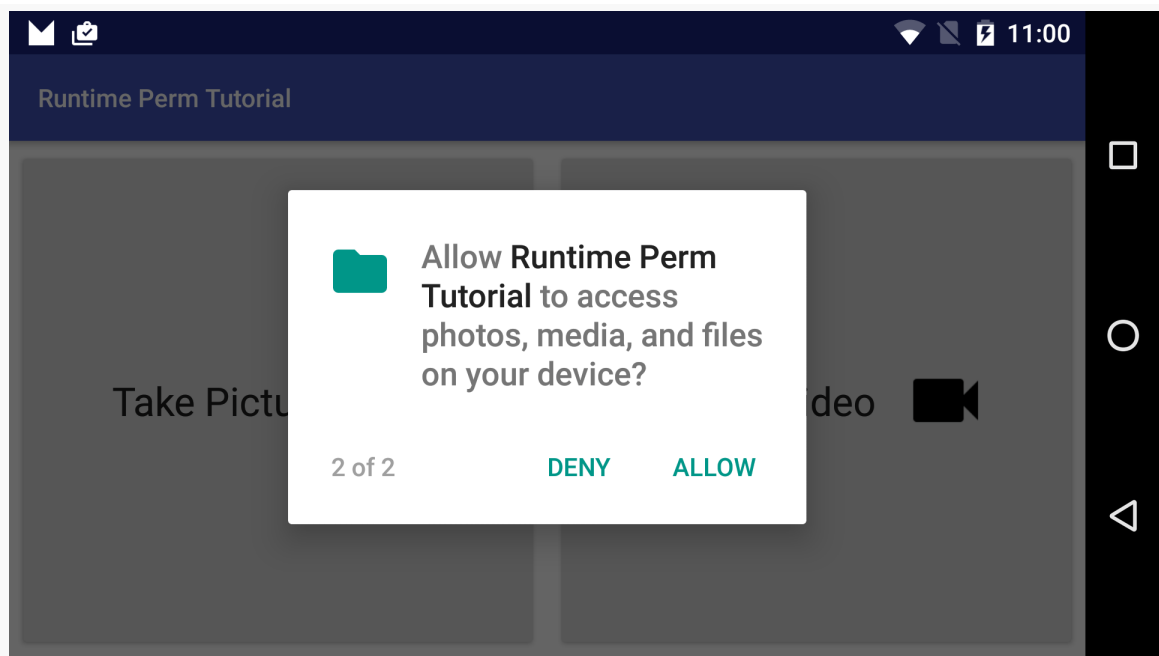 11:00
Runtime Perm Tutorial
Allow Runtime Perm
Tutorial to access
photos, media, and files
on your device?
Take Pictu
deo
2 of 2 DENY ALLOW